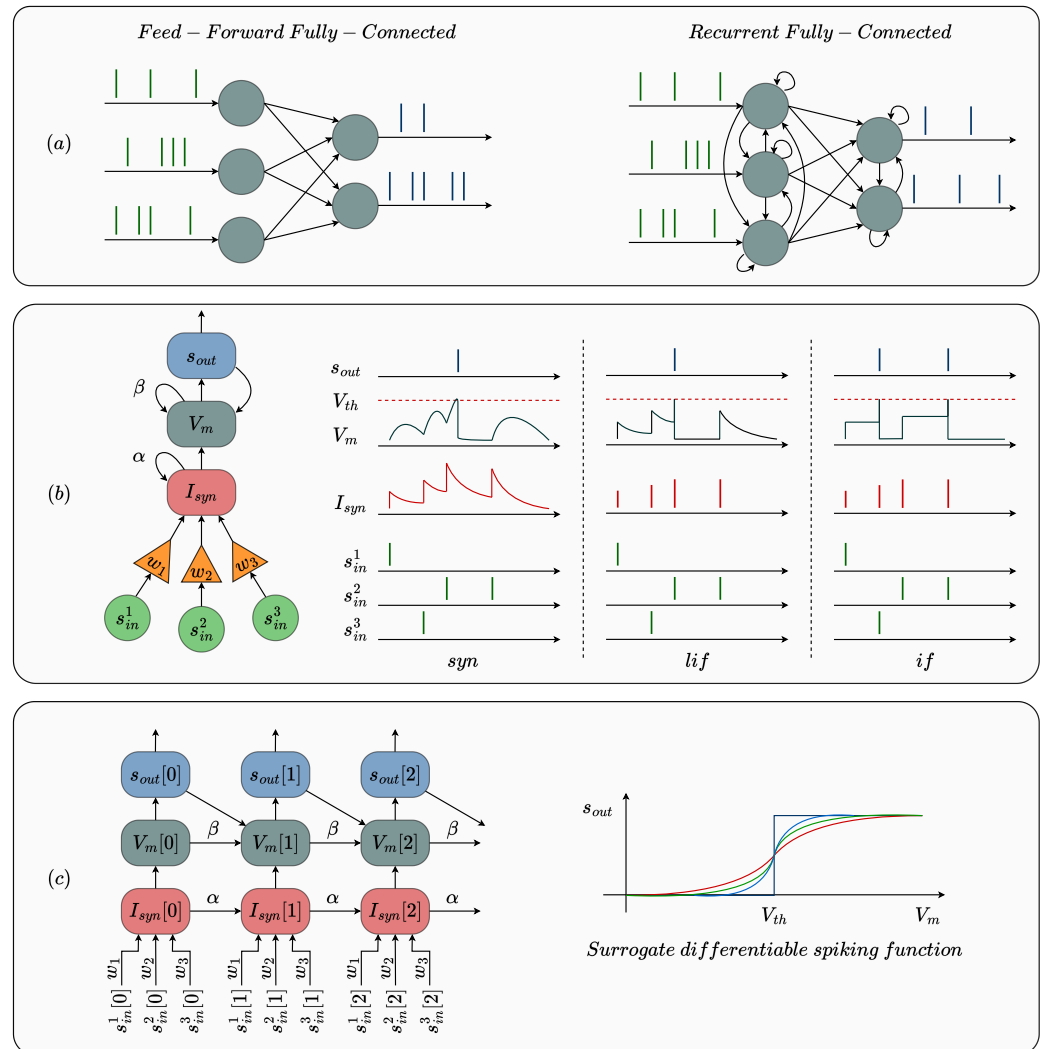 Feed − Forward Fully − Connected
Recurrent Fully − Connected
(a)
(b)
s_out
β
V_m
α
I_syn
w_1
w_2
w_3
s_in^1
s_in^2
s_in^3
s_out
V_th
V_m
I_syn
s_in^1
s_in^2
s_in^3
syn
lif
if
(c)
s_out[0]
s_out[1]
s_out[2]
β
β
β
V_m[0]
V_m[1]
V_m[2]
α
α
α
I_syn[0]
I_syn[1]
I_syn[2]
w_1
w_2
w_3
w_1
w_2
w_3
w_1
w_2
w_3
s_in^1[0]
s_in^2[0]
s_in^3[0]
s_in^1[1]
s_in^2[1]
s_in^3[1]
s_in^1[2]
s_in^2[2]
s_in^3[2]
s_out
V_th
V_m
Surrogate differentiable spiking function